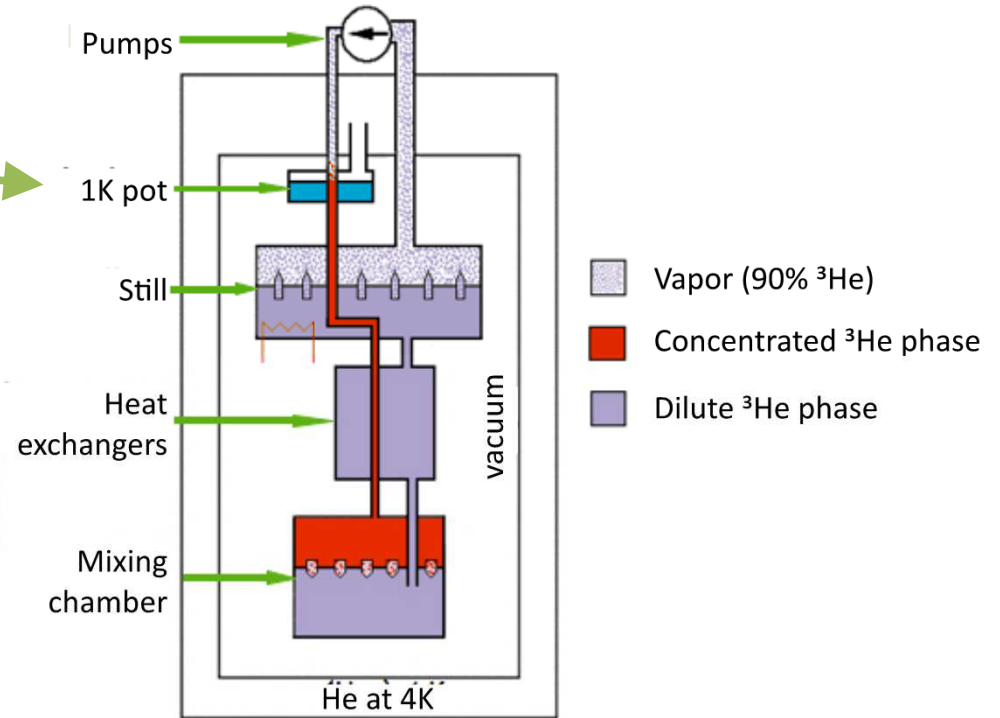 Pumps
1K pot
Still
Heat
exchangers
Mixing
chamber
vacuum
He at 4K
Vapor (90% ³He)
Concentrated ³He phase
Dilute ³He phase